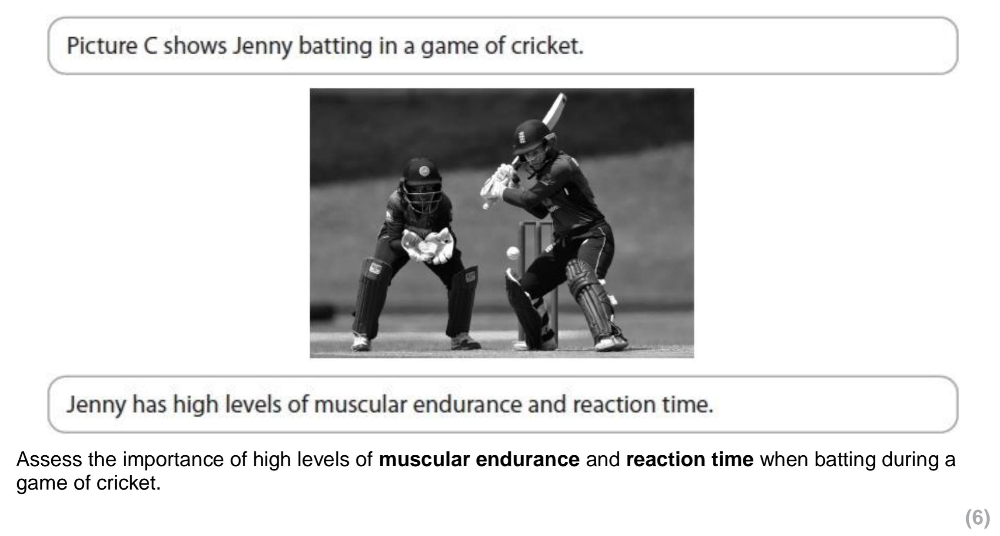 Picture C shows Jenny batting in a game of cricket.
Jenny has high levels of muscular endurance and reaction time.
Assess the importance of high levels of muscular endurance and reaction time when batting during a
game of cricket.
(6)